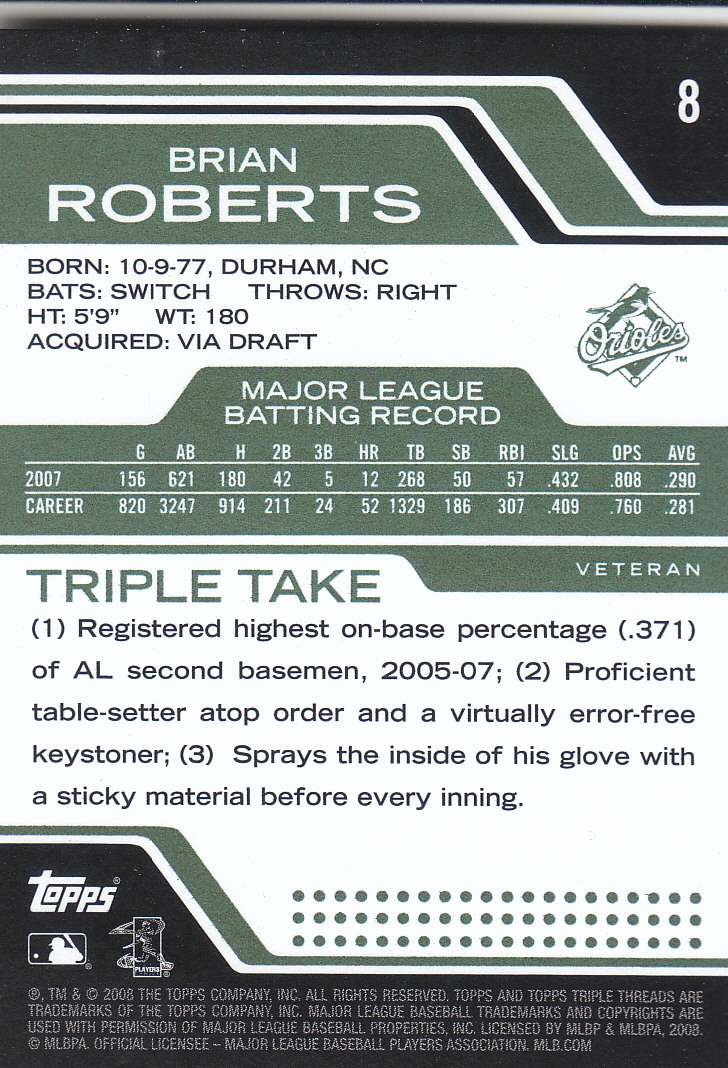 8
BRIAN
ROBERTS
BORN: 10-9-77, DURHAM, NC
BATS: SWITCH THROWS: RIGHT
HT: 5'9" WT: 180
ACQUIRED: VIA DRAFT
Orioles
TM
MAJOR LEAGUE
BATTING RECORD
G AB H 2B 3B HR TB SB RBI SLG OPS AVG
2007 156 621 180 42 5 12 268 50 57 .432 .808 .290
CAREER 820 3247 914 211 24 52 1329 186 307 .409 .760 .281
VETERAN
TRIPLE TAKE
(1) Registered highest on-base percentage (.371)
of AL second basemen, 2005-07; (2) Proficient
table-setter atop order and a virtually error-free
keystoner; (3) Sprays the inside of his glove with
a sticky material before every inning.
Topps®
PLAYERS
®, TM & © 2008 THE TOPPS COMPANY, INC. ALL RIGHTS RESERVED. TOPPS AND TOPPS TRIPLE THREADS ARE
TRADEMARKS OF THE TOPPS COMPANY, INC. MAJOR LEAGUE BASEBALL TRADEMARKS AND COPYRIGHTS ARE
USED WITH PERMISSION OF MAJOR LEAGUE BASEBALL PROPERTIES, INC. LICENSED BY MLBP & MLBPA, 2008.
© MLBPA. OFFICIAL LICENSEE – MAJOR LEAGUE BASEBALL PLAYERS ASSOCIATION. MLB.COM